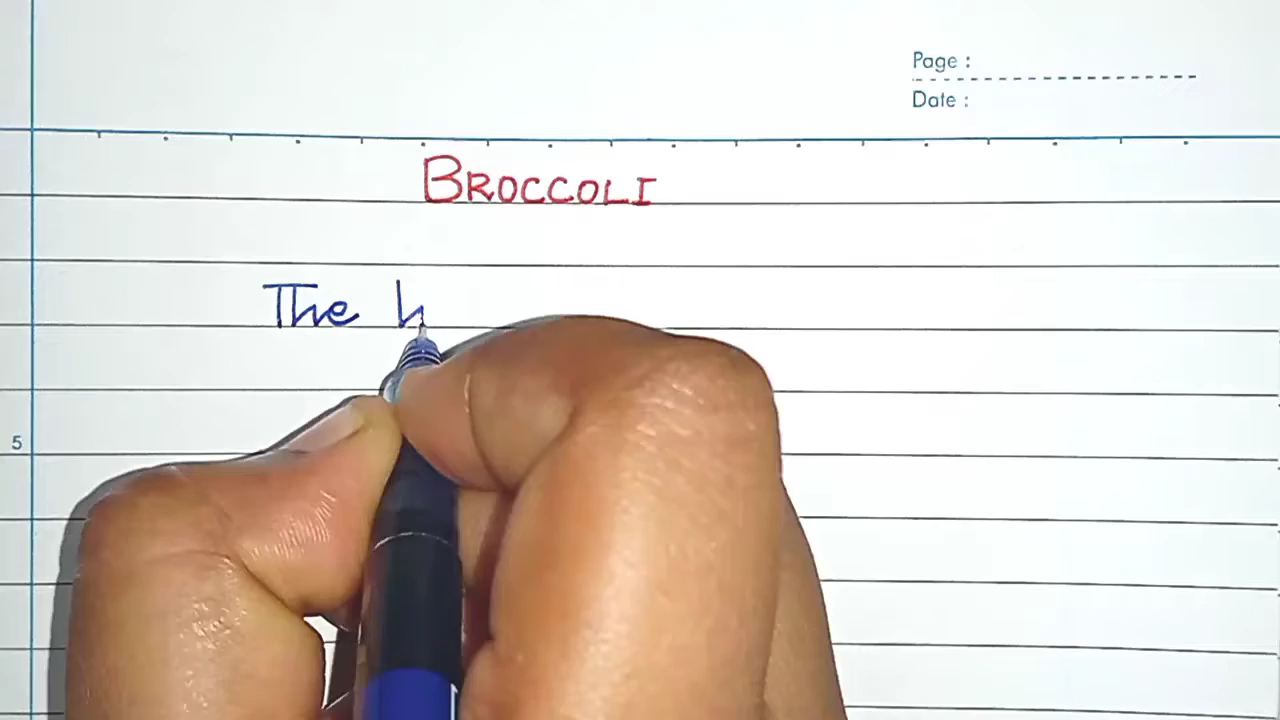 Page :
Date :
BROCCOLI
The
5